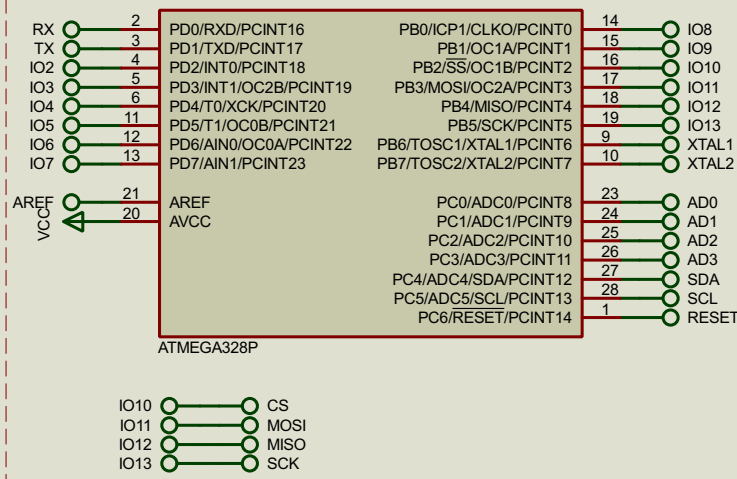 RX 2 PD0/RXD/PCINT16 PB0/ICP1/CLKO/PCINT0 14 IO8
TX 3 PD1/TXD/PCINT17 PB1/OC1A/PCINT1 15 IO9
IO2 4 PD2/INT0/PCINT18 PB2/SS/OC1B/PCINT2 16 IO10
IO3 5 PD3/INT1/OC2B/PCINT19 PB3/MOSI/OC2A/PCINT3 17 IO11
IO4 6 PD4/T0/XCK/PCINT20 PB4/MISO/PCINT4 18 IO12
IO5 11 PD5/T1/OC0B/PCINT21 PB5/SCK/PCINT5 19 IO13
IO6 12 PD6/AIN0/OC0A/PCINT22 PB6/TOSC1/XTAL1/PCINT6 9 XTAL1
IO7 13 PD7/AIN1/PCINT23 PB7/TOSC2/XTAL2/PCINT7 10 XTAL2
AREF 21 AREF PC0/ADC0/PCINT8 23 AD0
VCC 20 AVCC PC1/ADC1/PCINT9 24 AD1
PC2/ADC2/PCINT10 25 AD2
PC3/ADC3/PCINT11 26 AD3
PC4/ADC4/SDA/PCINT12 27 SDA
PC5/ADC5/SCL/PCINT13 28 SCL
PC6/RESET/PCINT14 1 RESET
ATMEGA328P
IO10 CS
IO11 MOSI
IO12 MISO
IO13 SCK